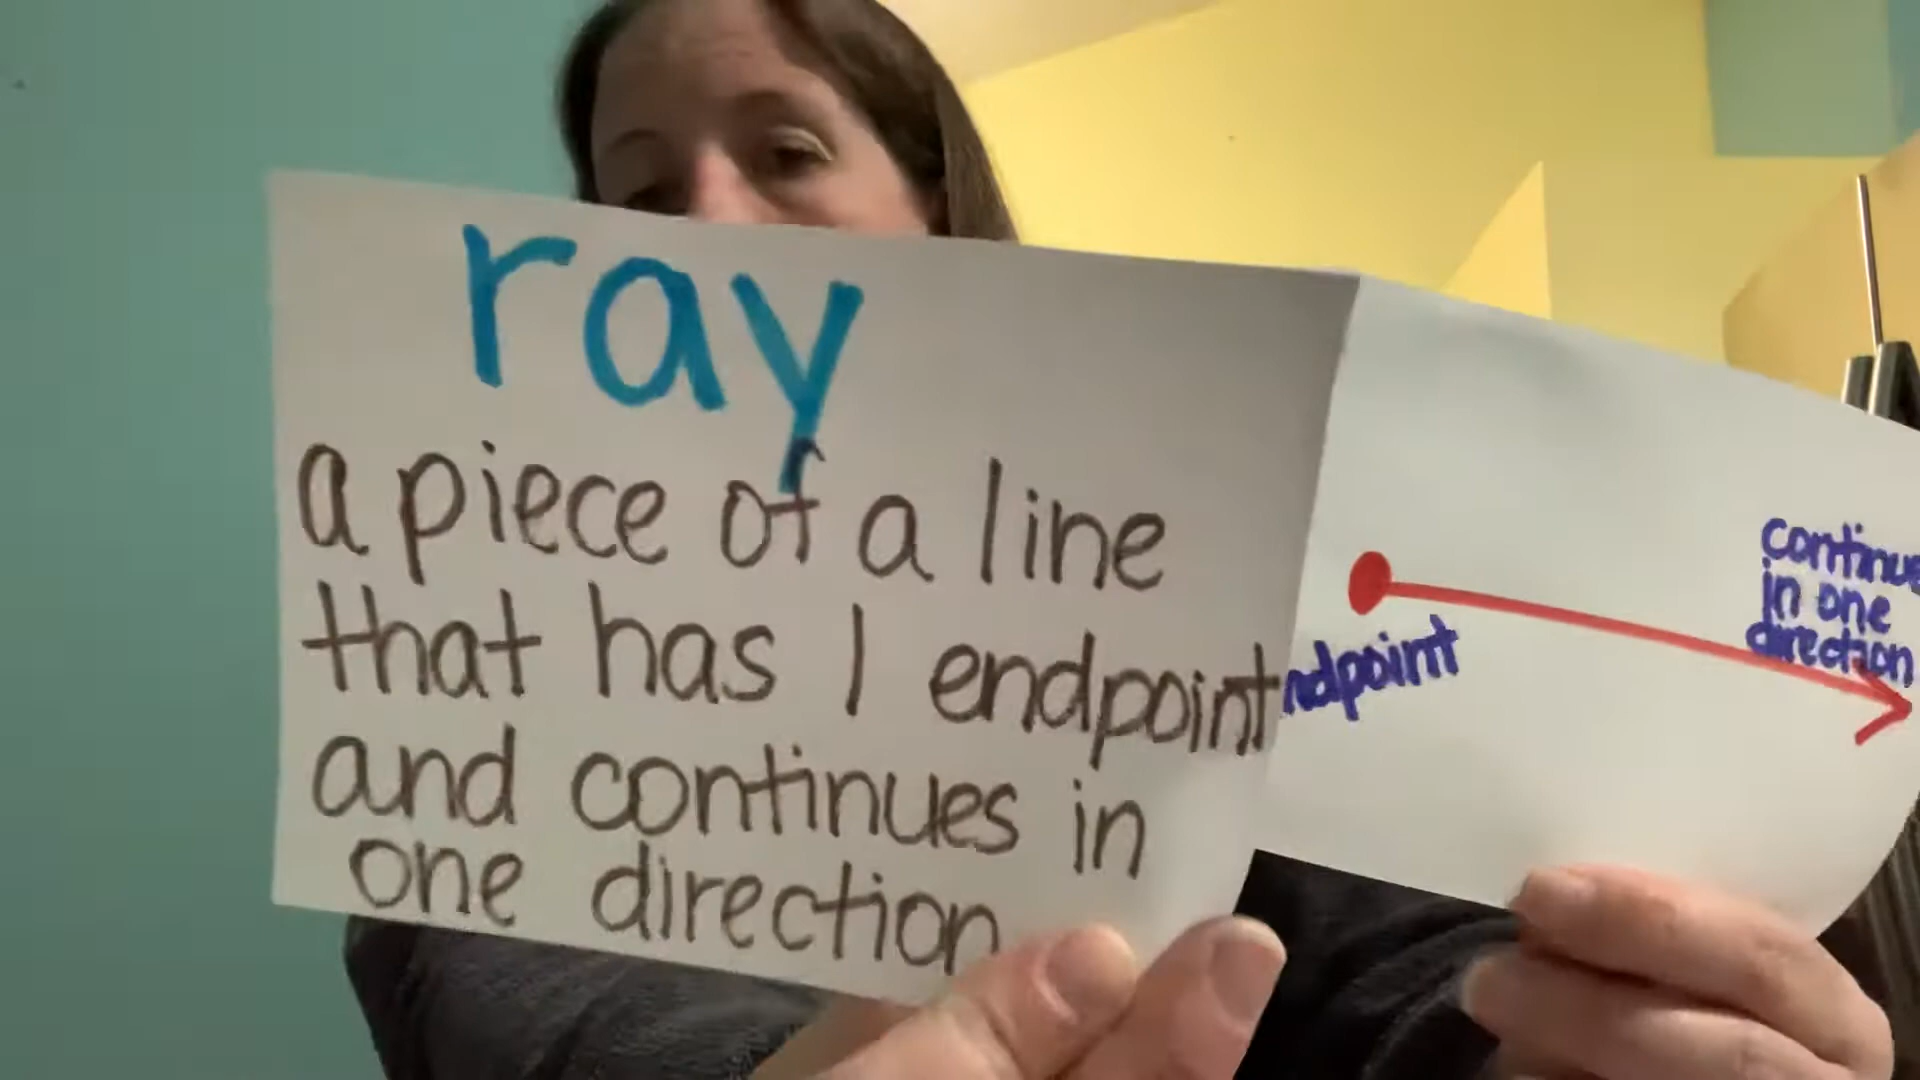 ray
a piece of a line
that has 1 endpoint
and continues in
one direction
ndpoint
continue
in one
direction